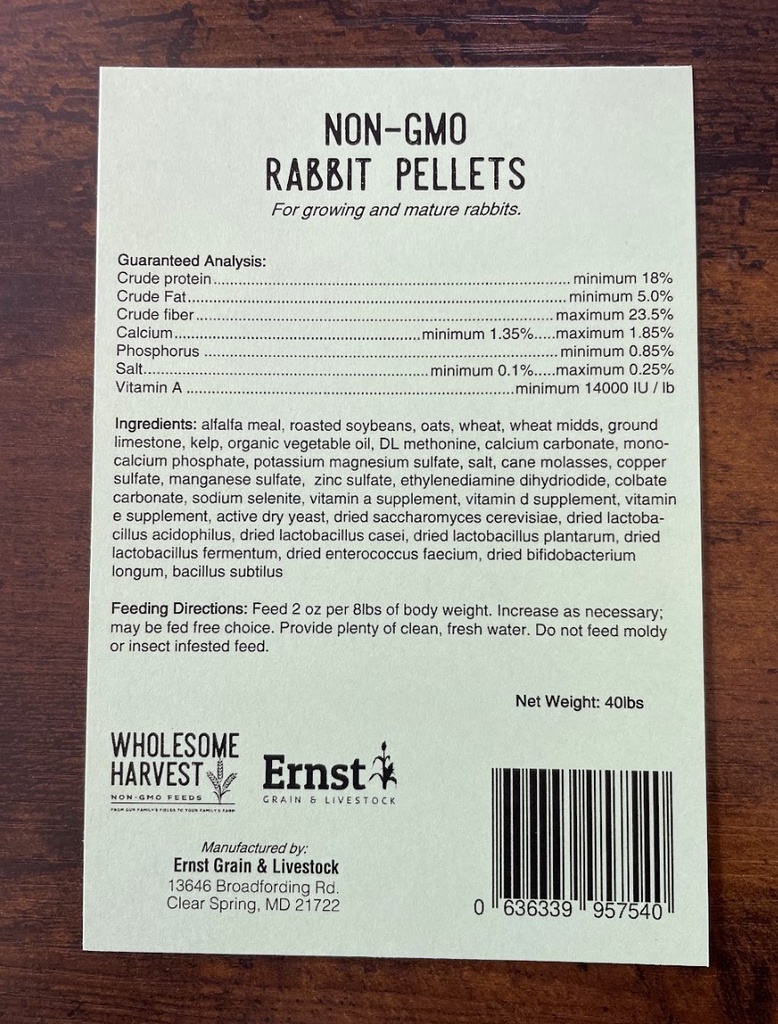 NON-GMO
RABBIT PELLETS
For growing and mature rabbits.
Guaranteed Analysis:
Crude protein........minimum 18%
Crude Fat........minimum 5.0%
Crude fiber........maximum 23.5%
Calcium........minimum 1.35%.....maximum 1.85%
Phosphorus ........minimum 0.85%
Salt........minimum 0.1%.....maximum 0.25%
Vitamin A ........minimum 14000 IU / lb
Ingredients: alfalfa meal, roasted soybeans, oats, wheat, wheat midds, ground
limestone, kelp, organic vegetable oil, DL methonine, calcium carbonate, mono-
calcium phosphate, potassium magnesium sulfate, salt, cane molasses, copper
sulfate, manganese sulfate, zinc sulfate, ethylenediamine dihydriodide, colbate
carbonate, sodium selenite, vitamin a supplement, vitamin d supplement, vitamin
e supplement, active dry yeast, dried saccharomyces cerevisiae, dried lactoba-
cillus acidophilus, dried lactobacillus casei, dried lactobacillus plantarum, dried
lactobacillus fermentum, dried enterococcus faecium, dried bifidobacterium
longum, bacillus subtilus
Feeding Directions: Feed 2 oz per 8lbs of body weight. Increase as necessary;
may be fed free choice. Provide plenty of clean, fresh water. Do not feed moldy
or insect infested feed.
Net Weight: 40lbs
WHOLESOME
HARVEST
NON-GMO FEEDS
FROM OUR FAMILY'S FIELDS TO YOUR FAMILY'S FARM
Ernst
GRAIN & LIVESTOCK
Manufactured by:
Ernst Grain & Livestock
13646 Broadfording Rd.
Clear Spring, MD 21722
0 636339 957540